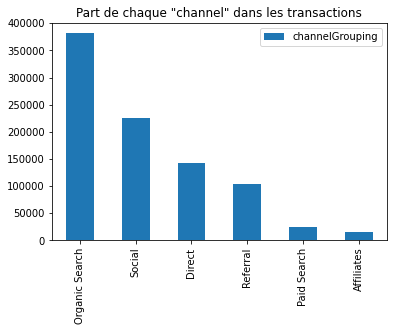 Part de chaque "channel" dans les transactions
channelGrouping
400000
350000
300000
250000
200000
150000
100000
50000
0
Organic Search
Social
Direct
Referral
Paid Search
Affiliates